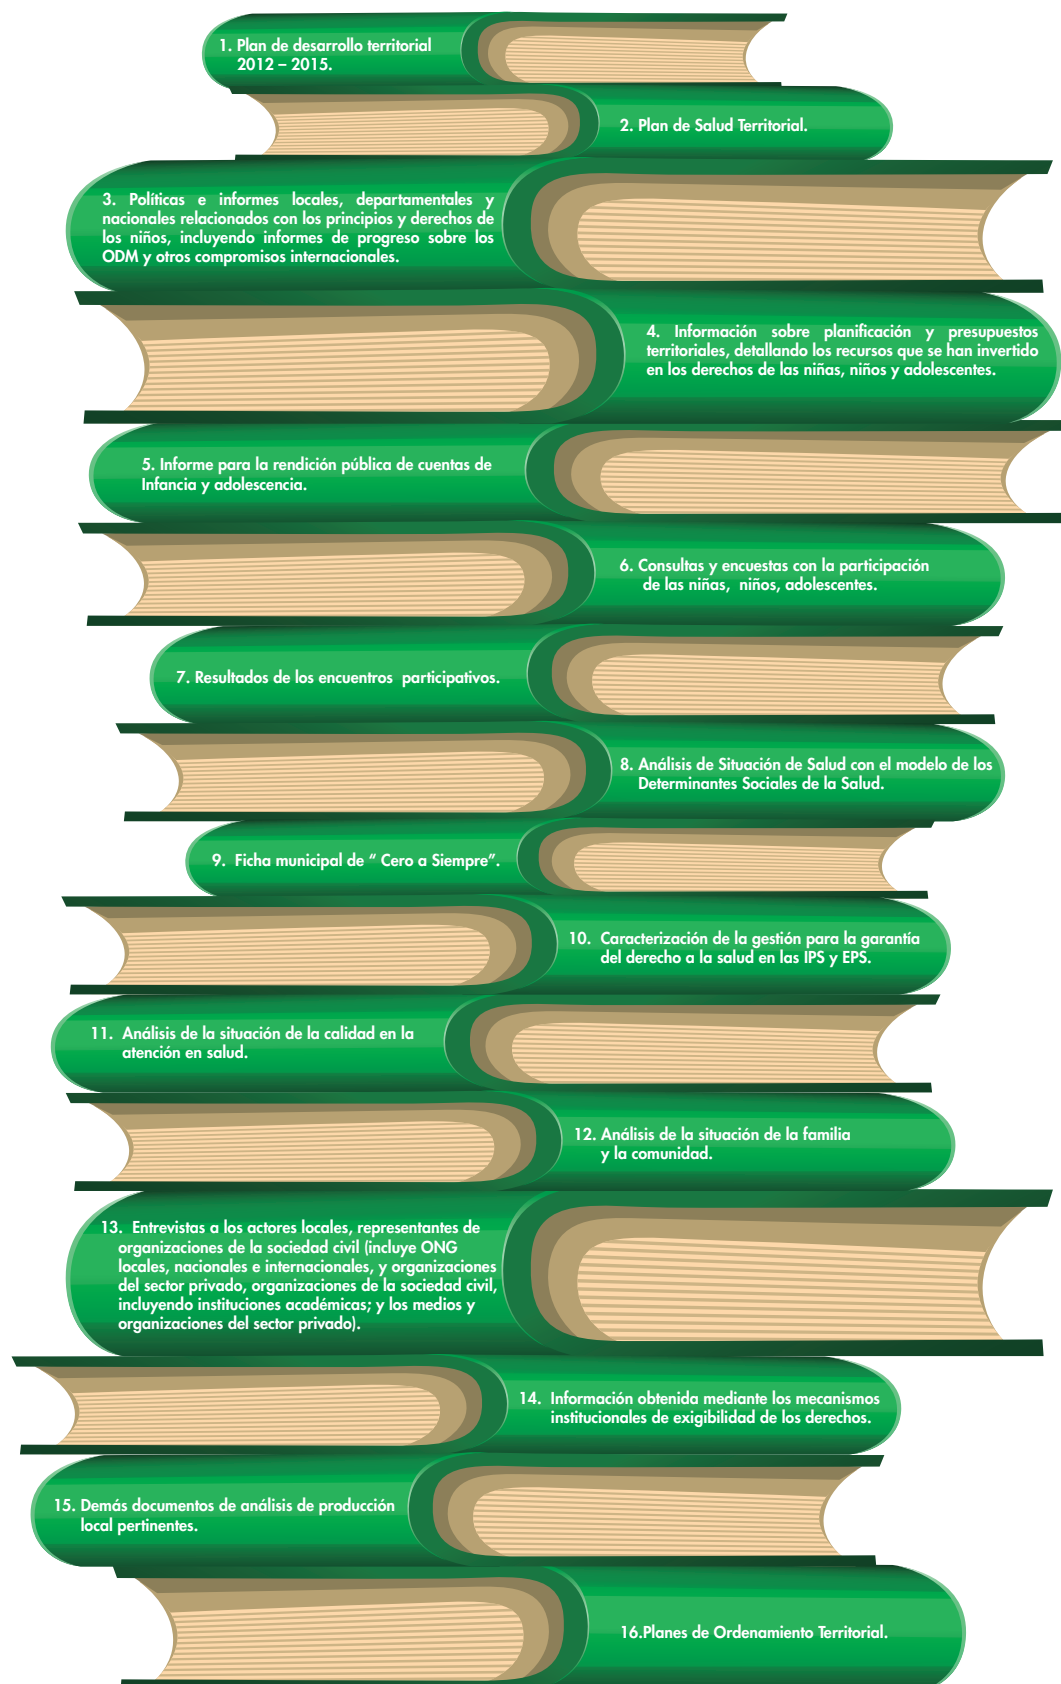 1. Plan de desarrollo territorial
2012 – 2015.
2. Plan de Salud Territorial.
3. Políticas e informes locales, departamentales y
nacionales relacionados con los principios y derechos de
los niños, incluyendo informes de progreso sobre los
ODM y otros compromisos internacionales.
4. Información sobre planificación y presupuestos
territoriales, detallando los recursos que se han invertido
en los derechos de las niñas, niños y adolescentes.
5. Informe para la rendición pública de cuentas de
Infancia y adolescencia.
6. Consultas y encuestas con la participación
de las niñas, niños, adolescentes.
7. Resultados de los encuentros participativos.
8. Análisis de Situación de Salud con el modelo de los
Determinantes Sociales de la Salud.
9. Ficha municipal de “ Cero a Siempre”.
10. Caracterización de la gestión para la garantía
del derecho a la salud en las IPS y EPS.
11. Análisis de la situación de la calidad en la
atención en salud.
12. Análisis de la situación de la familia
y la comunidad.
13. Entrevistas a los actores locales, representantes de
organizaciones de la sociedad civil (incluye ONG
locales, nacionales e internacionales, y organizaciones
del sector privado, organizaciones de la sociedad civil,
incluyendo instituciones académicas; y los medios y
organizaciones del sector privado).
14. Información obtenida mediante los mecanismos
institucionales de exigibilidad de los derechos.
15. Demás documentos de análisis de producción
local pertinentes.
16.Planes de Ordenamiento Territorial.